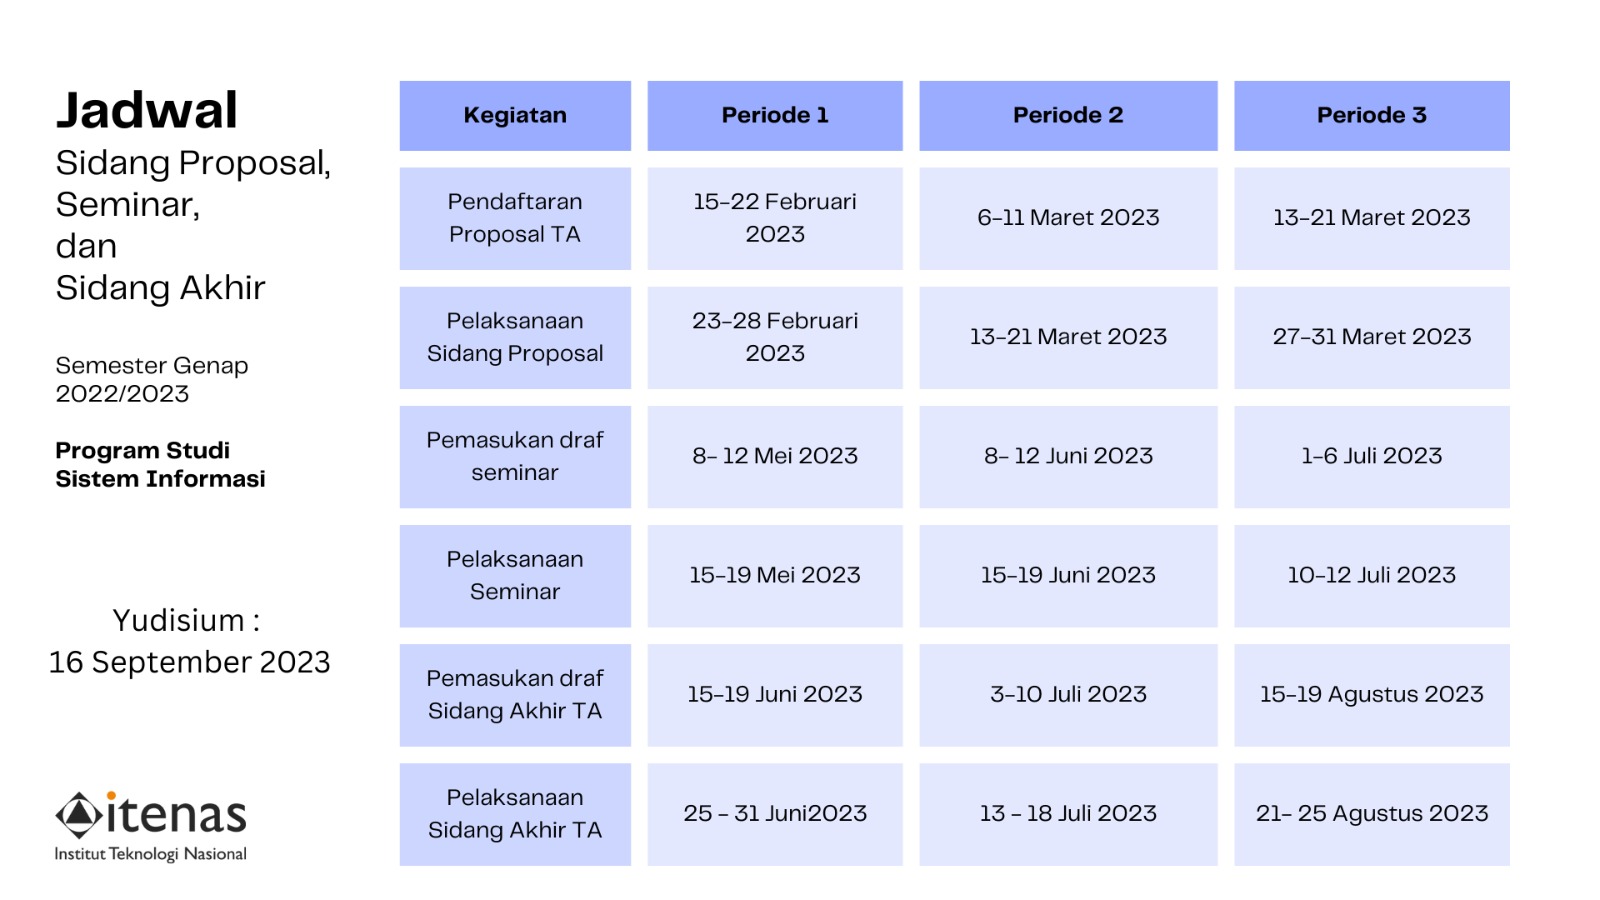 Jadwal
Sidang Proposal,
Seminar,
dan
Sidang Akhir
Semester Genap
2022/2023
Program Studi
Sistem Informasi
Yudisium :
16 September 2023
itenas
Institut Teknologi Nasional
Kegiatan
Periode 1
Periode 2
Periode 3
Pendaftaran
Proposal TA
15-22 Februari
2023
6-11 Maret 2023
13-21 Maret 2023
Pelaksanaan
Sidang Proposal
23-28 Februari
2023
13-21 Maret 2023
27-31 Maret 2023
Pemasukan draf
seminar
8- 12 Mei 2023
8- 12 Juni 2023
1-6 Juli 2023
Pelaksanaan
Seminar
15-19 Mei 2023
15-19 Juni 2023
10-12 Juli 2023
Pemasukan draf
Sidang Akhir TA
15-19 Juni 2023
3-10 Juli 2023
15-19 Agustus 2023
Pelaksanaan
Sidang Akhir TA
25 - 31 Juni2023
13 - 18 Juli 2023
21- 25 Agustus 2023